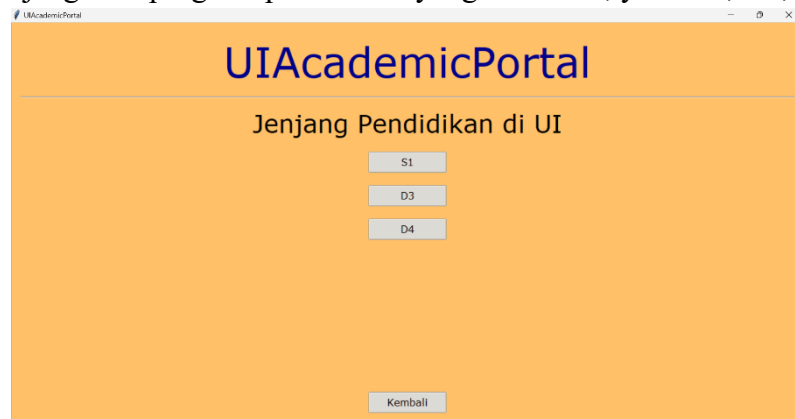 UIAcademicPortal
UIAcademicPortal
Jenjang Pendidikan di UI
S1
D3
D4
Kembali